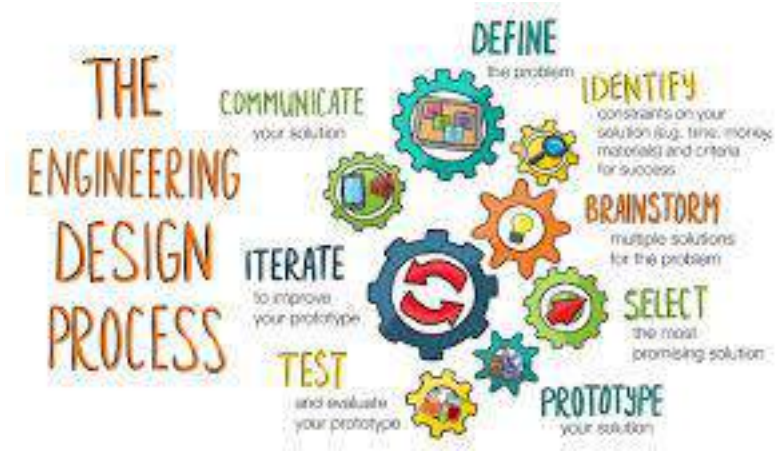 THE
ENGINEERING
DESIGN
PROCESS
DEFINE
the problem
IDENTIFY
constraints on your
solution (e.g. time, money,
materials) and criteria
for success
BRAINSTORM
multiple solutions
for the problem
SELECT
the most
promising solution
PROTOTYPE
your solution
TEST
and evaluate
your prototype
ITERATE
to improve
your prototype
COMMUNICATE
your solution